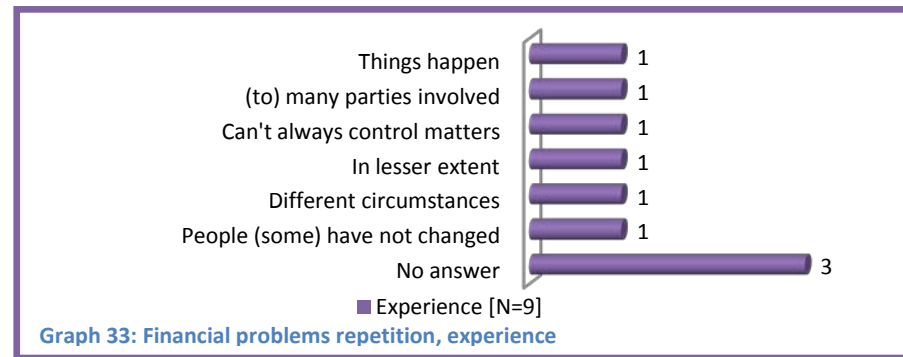 Things happen 1
(to) many parties involved 1
Can't always control matters 1
In lesser extent 1
Different circumstances 1
People (some) have not changed 1
No answer 3
Experience [N=9]
Graph 33: Financial problems repetition, experience